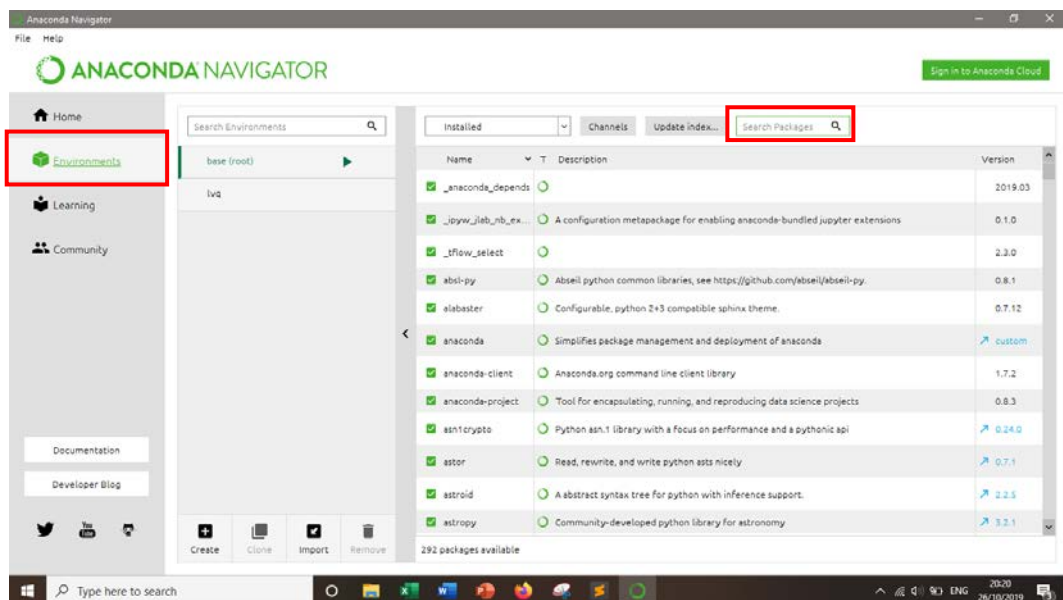 Anaconda Navigator
File Help
ANACONDA NAVIGATOR
Sign in to Anaconda Cloud
Home
Environments
Learning
Community
Documentation
Developer Blog
You Tube
Search Environments
base (root)
lvq
Create Clone Import Remove
Installed Channels Update index... Search Packages
Name T Description Version
_anaconda_depends 2019.03
_ipyw_jlab_nb_ex... A configuration metapackage for enabling anaconda-bundled jupyter extensions 0.1.0
_tflow_select 2.3.0
absl-py Abseil python common libraries, see https://github.com/abseil/abseil-py. 0.8.1
alabaster Configurable, python 2+3 compatible sphinx theme. 0.7.12
anaconda Simplifies package management and deployment of anaconda custom
anaconda-client Anaconda.org command line client library 1.7.2
anaconda-project Tool for encapsulating, running, and reproducing data science projects 0.8.3
asn1crypto Python asn.1 library with a focus on performance and a pythonic api 0.24.0
astor Read, rewrite, and write python asts nicely 0.7.1
astroid A abstract syntax tree for python with inference support. 2.2.5
astropy Community-developed python library for astronomy 3.2.1
292 packages available
Type here to search
ENG
20:20
26/10/2019